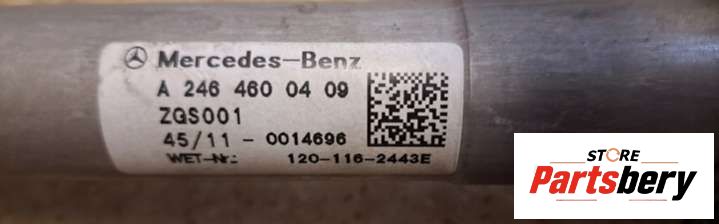 Mercedes-Benz
A 246 460 04 09
ZGS001
45/11 - 0014696
WET-Nr.: 120-116-2443E
STORE
Partsbery